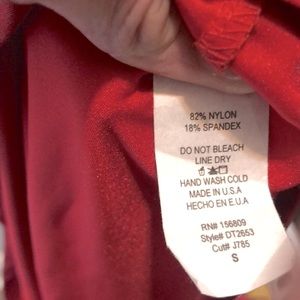 82% NYLON
18% SPANDEX
DO NOT BLEACH
LINE DRY
HAND WASH COLD
MADE IN U.S.A
HECHO EN E.U.A
RN# 156809
Style# DT2653
Cut# J785
S